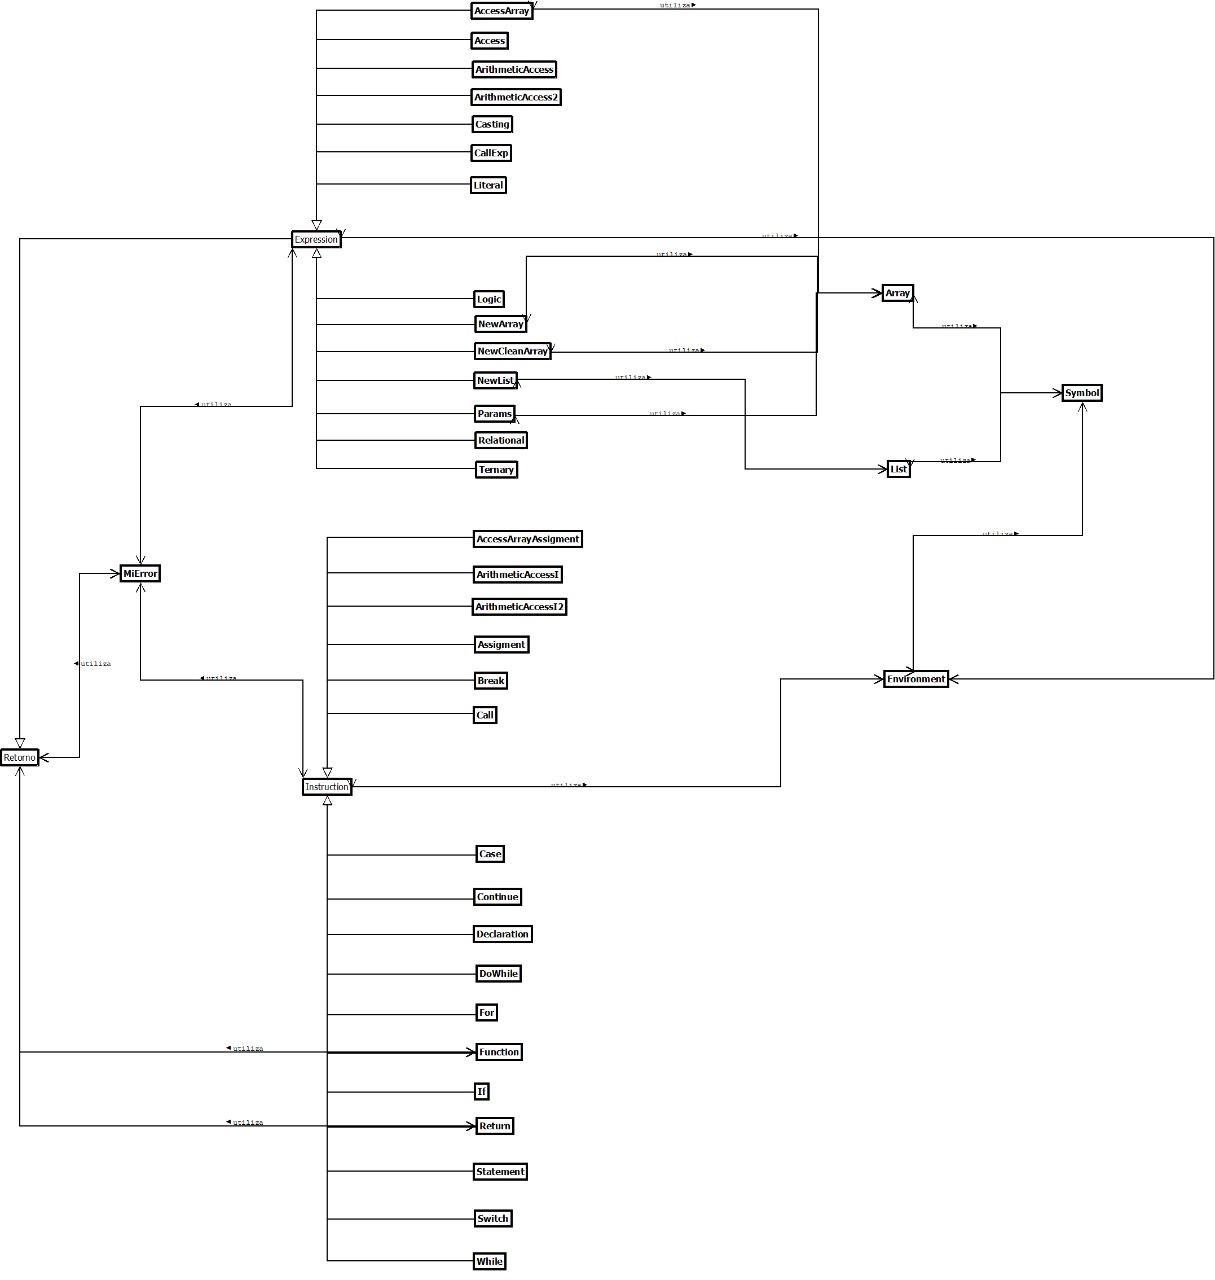 AccessArray
utiliza
Access
ArithmeticAccess
ArithmeticAccess2
Casting
CallExp
Literal
Expression
utiliza
utiliza
Logic
Array
NewArray
utiliza
NewCleanArray
utiliza
NewList
utiliza
Symbol
utiliza
Params
utiliza
Relational
utiliza
List
Ternary
utiliza
AccessArrayAssigment
MiError
ArithmeticAccessI
ArithmeticAccessI2
Assigment
utiliza
utiliza
Break
Environment
Call
Retorno
Instruction
utiliza
Case
Continue
Declaration
DoWhile
For
utiliza
Function
If
utiliza
Return
Statement
Switch
While